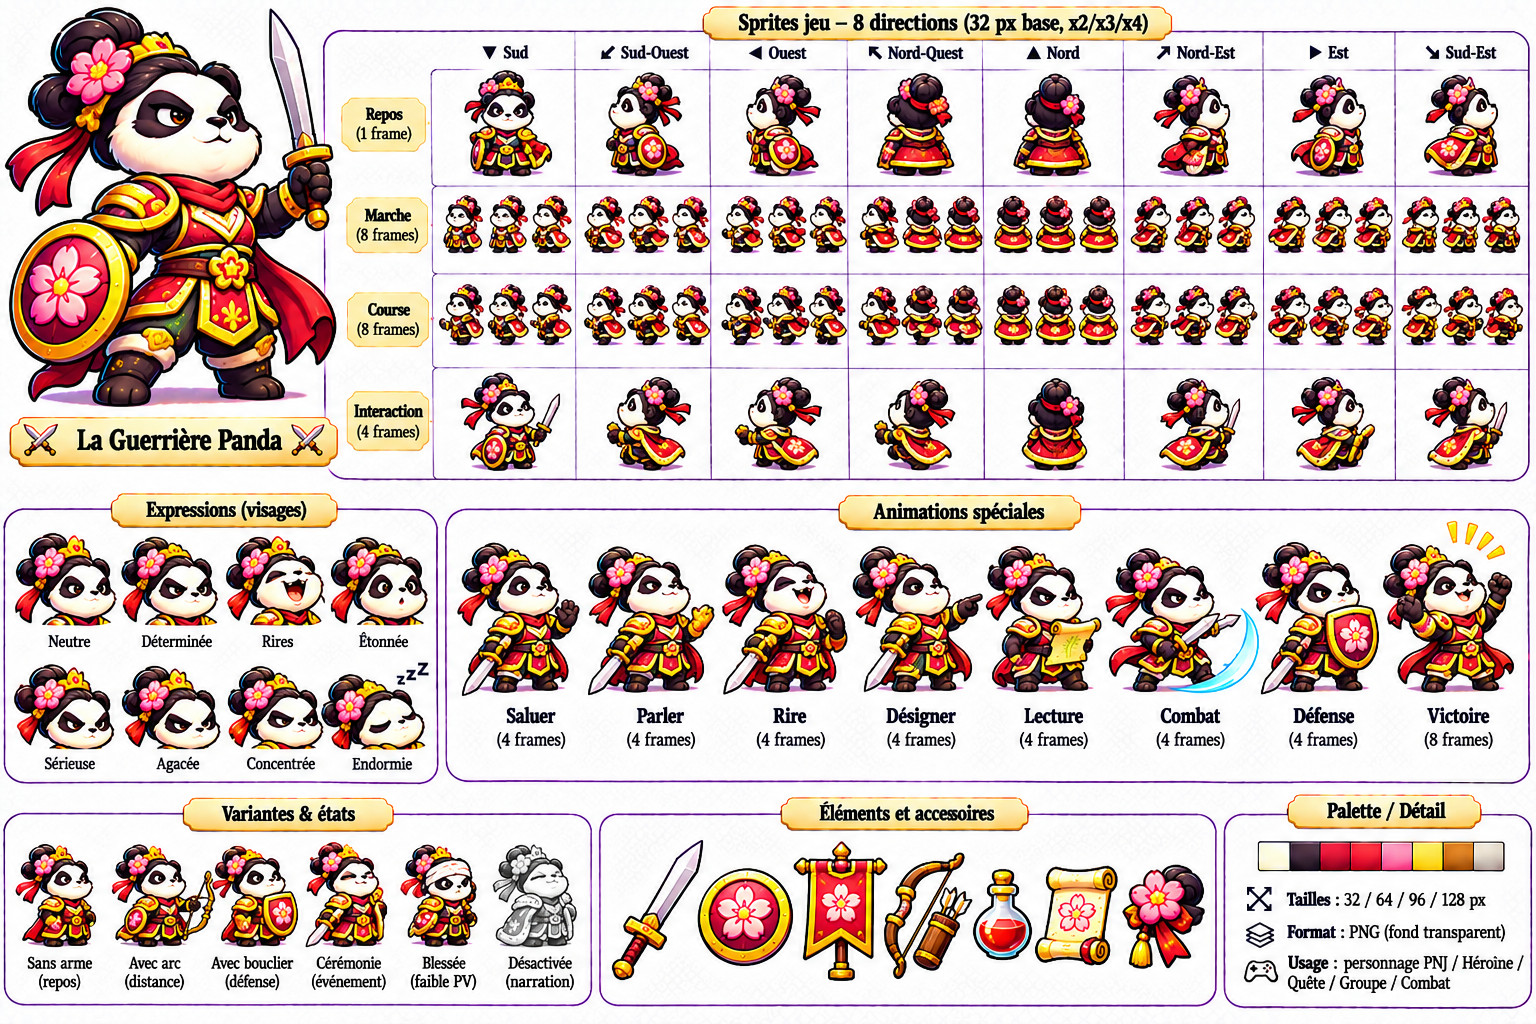 Sprites jeu – 8 directions (32 px base, x2/x3/x4)
▼ Sud
↙ Sud-Ouest
◀ Ouest
↖ Nord-Quest
▲ Nord
↗ Nord-Est
▶ Est
↘ Sud-Est
Repos
(1 frame)
Marche
(8 frames)
Course
(8 frames)
Interaction
(4 frames)
La Guerrière Panda
Expressions (visages)
Neutre
Déterminée
Rires
Êtonnée
zzZ
Sérieuse
Agacée
Concentrée
Endormie
Animations spéciales
Saluer
(4 frames)
Parler
(4 frames)
Rire
(4 frames)
Désigner
(4 frames)
Lecture
(4 frames)
Combat
(4 frames)
Défense
(4 frames)
Victoire
(8 frames)
Variantes & états
Sans arme
(repos)
Avec arc
(distance)
Avec bouclier
(défense)
Cérémonie
(événement)
Blessée
(faible PV)
Désactivée
(narration)
Éléments et accessoires
Palette / Détail
Tailles : 32 / 64 / 96 / 128 px
Format : PNG (fond transparent)
Usage : personnage PNJ / Héroïne /
Quête / Groupe / Combat